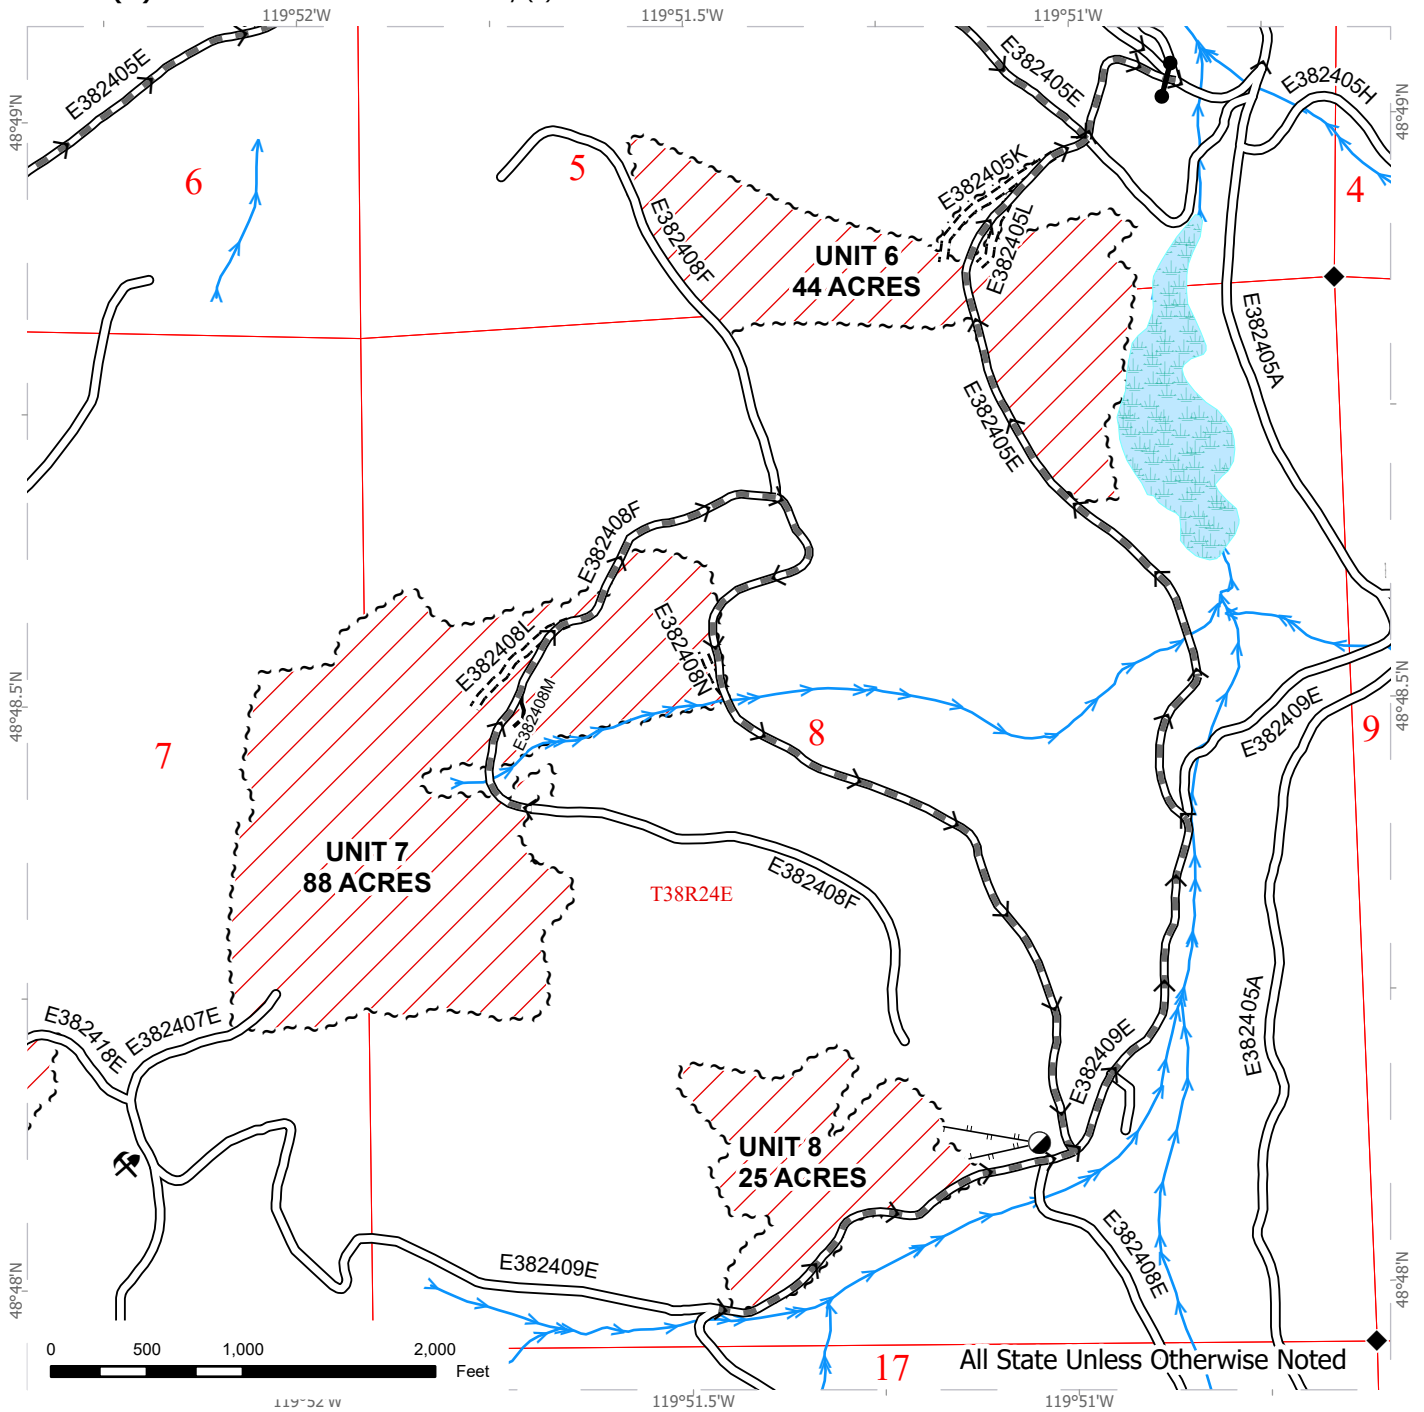 119°52'W
119°51.5'W
119°51'W
E382405E
E382405E
E382405H
48°49'N
48°49'N
6
5
4
E382405K
E382408F
E382405L
UNIT 6
44 ACRES
E382405A
E382405E
E382408F
E382408L
E382408N
E382408M
48°48.5'N
48°48.5'N
7
8
9
E382409E
UNIT 7
88 ACRES
T38R24E
E382408F
E382405A
E382418E
E382407E
E382409E
UNIT 8
25 ACRES
E382409E
E382408E
48°48'N
48°48'N
0 500 1,000 2,000
Feet
17
All State Unless Otherwise Noted
119°52'W
119°51.5'W
119°51'W